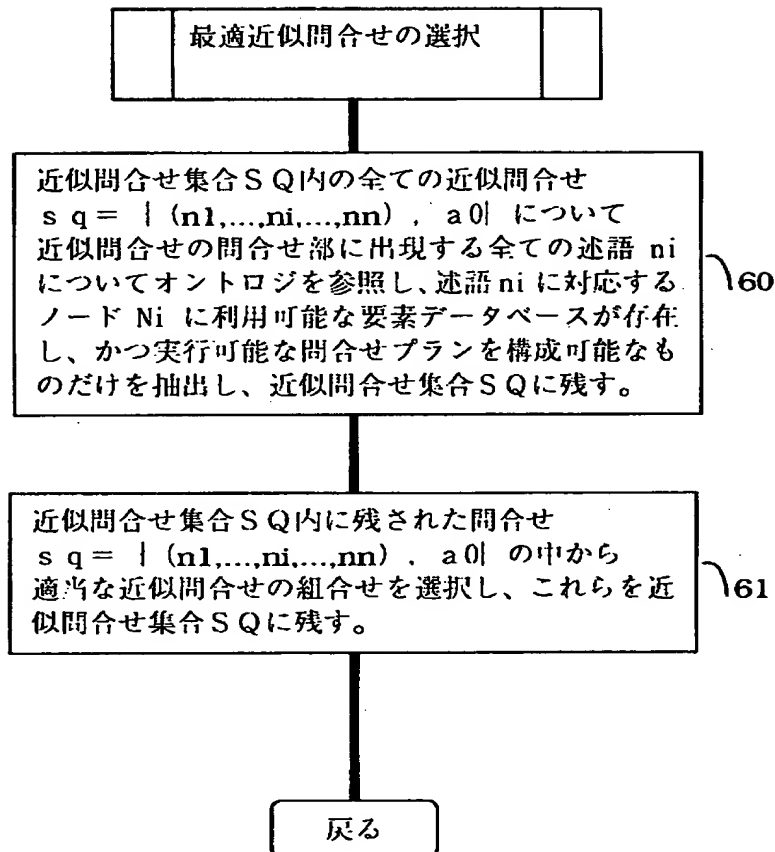 最適近似問合せの選択
近似問合せ集合ＳＱ内の全ての近似問合せ
ｓｑ＝｛(n1,...,ni,...,nn)，a0｝について
近似問合せの問合せ部に出現する全ての述語 ni
についてオントロジを参照し、述語 ni に対応する
ノード Ni に利用可能な要素データベースが存在
し、かつ実行可能な問合せプランを構成可能なも
のだけを抽出し、近似問合せ集合ＳＱに残す。
60
近似問合せ集合ＳＱ内に残された問合せ
ｓｑ＝｛(n1,...,ni,...,nn)．a0｝の中から
適当な近似問合せの組合せを選択し、これらを近
似問合せ集合ＳＱに残す。
61
戻る